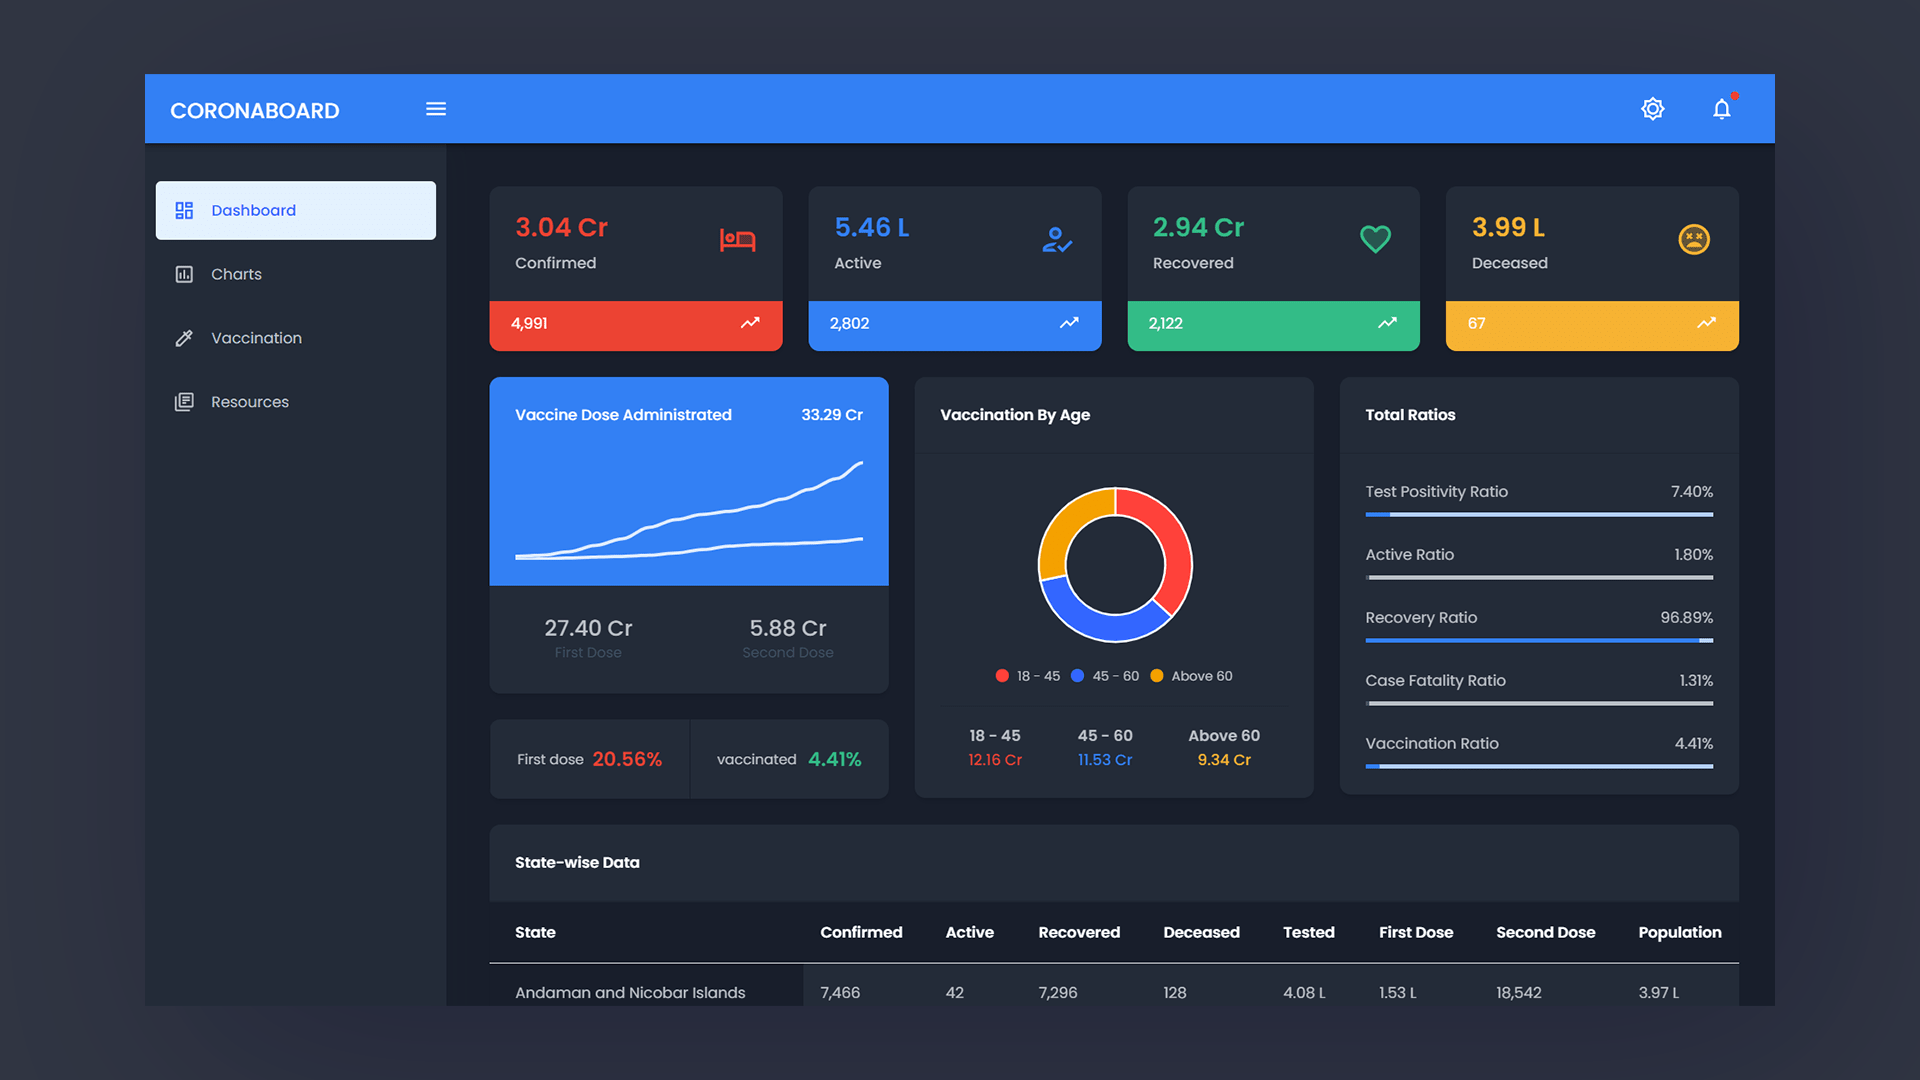 CORONABOARD
Dashboard
Charts
Vaccination
Resources
3.04 Cr
Confirmed
4,991
5.46 L
Active
2,802
2.94 Cr
Recovered
2,122
3.99 L
Deceased
67
Vaccine Dose Administrated 33.29 Cr
27.40 Cr
First Dose
5.88 Cr
Second Dose
First dose 20.56%
vaccinated 4.41%
Vaccination By Age
18 - 45 45 - 60 Above 60
18 - 45 45 - 60 Above 60
12.16 Cr 11.53 Cr 9.34 Cr
Total Ratios
Test Positivity Ratio 7.40%
Active Ratio 1.80%
Recovery Ratio 96.89%
Case Fatality Ratio 1.31%
Vaccination Ratio 4.41%
State-wise Data
State Confirmed Active Recovered Deceased Tested First Dose Second Dose Population
Andaman and Nicobar Islands 7,466 42 7,296 128 4.08 L 1.53 L 18,542 3.97 L